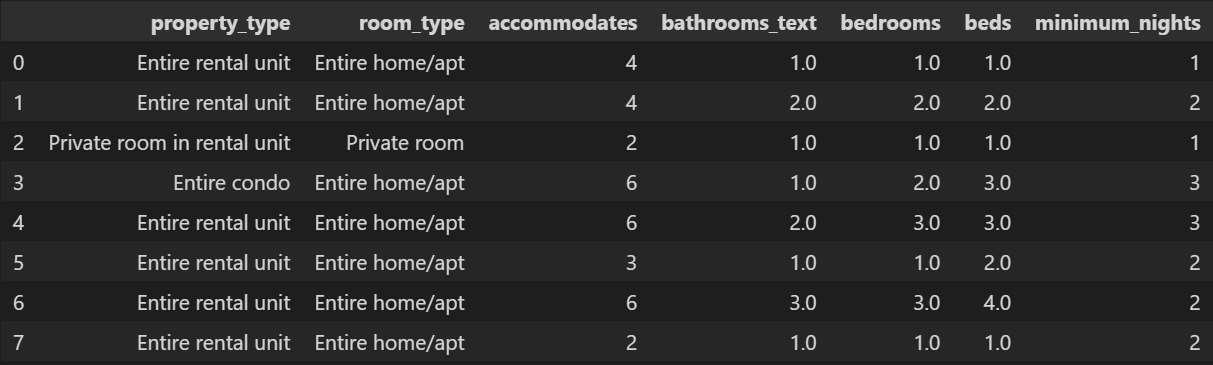 property_type room_type accommodates bathrooms_text bedrooms beds minimum_nights
0 Entire rental unit Entire home/apt 4 1.0 1.0 1.0 1
1 Entire rental unit Entire home/apt 4 2.0 2.0 2.0 2
2 Private room in rental unit Private room 2 1.0 1.0 1.0 1
3 Entire condo Entire home/apt 6 1.0 2.0 3.0 3
4 Entire rental unit Entire home/apt 6 2.0 3.0 3.0 3
5 Entire rental unit Entire home/apt 3 1.0 1.0 2.0 2
6 Entire rental unit Entire home/apt 6 3.0 3.0 4.0 2
7 Entire rental unit Entire home/apt 2 1.0 1.0 1.0 2